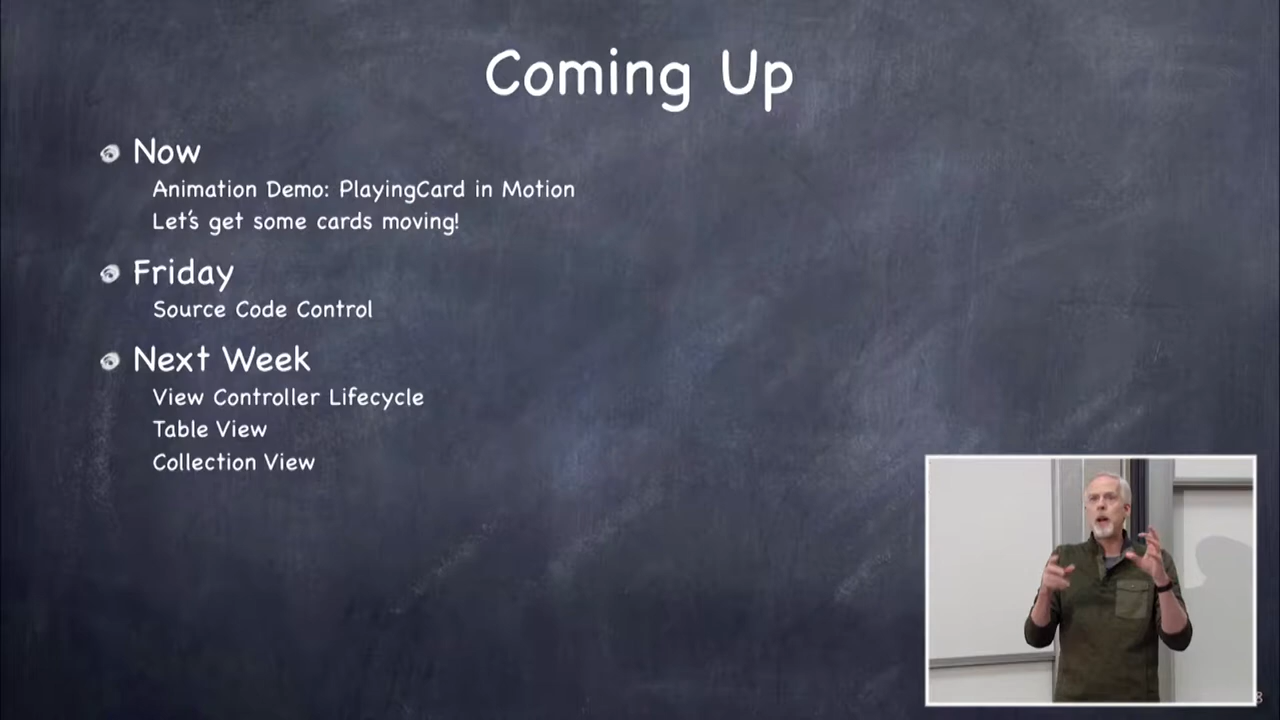 Coming Up
Now
Animation Demo: PlayingCard in Motion
Let's get some cards moving!
Friday
Source Code Control
Next Week
View Controller Lifecycle
Table View
Collection View
8